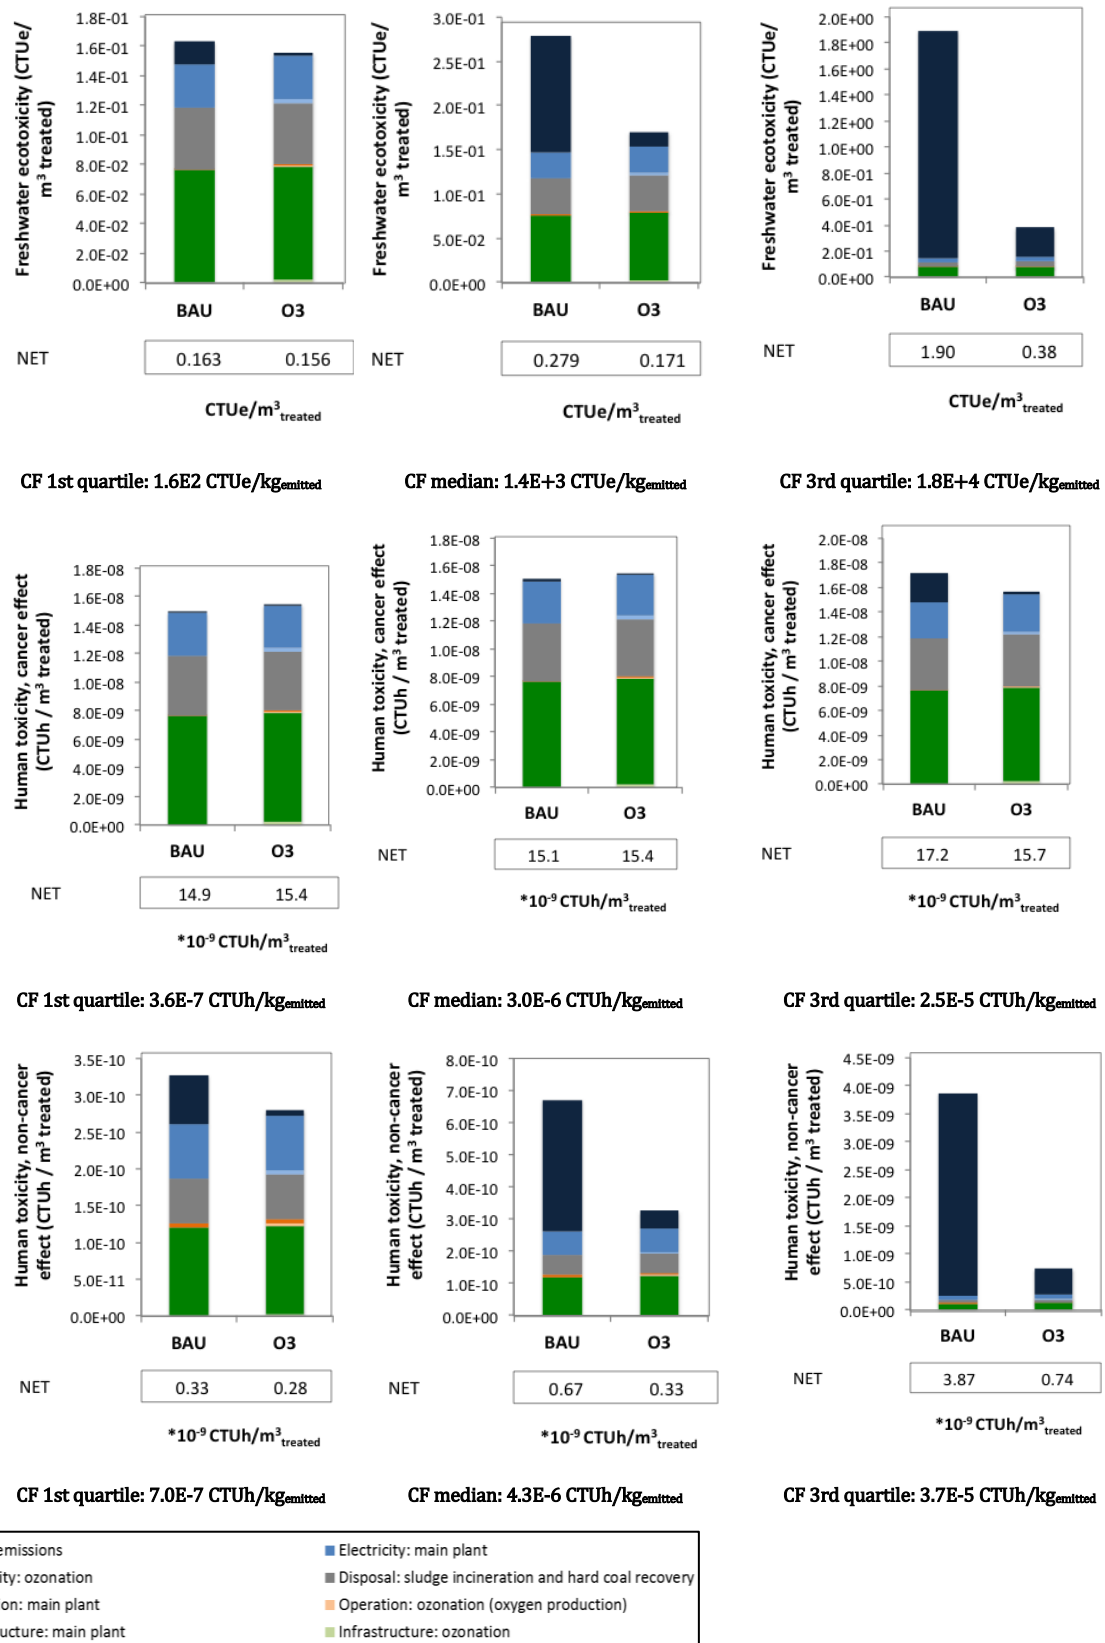 Freshwater ecotoxicity (CTUe/
m³ treated)
1.8E-01
1.6E-01
1.4E-01
1.2E-01
1.0E-01
8.0E-02
6.0E-02
4.0E-02
2.0E-02
0.0E+00
BAU O3
NET 0.163 0.156
CTUe/m³treated
CF 1st quartile: 1.6E2 CTUe/kgemitted
Freshwater ecotoxicity (CTUe/
m³ treated)
3.0E-01
2.5E-01
2.0E-01
1.5E-01
1.0E-01
5.0E-02
0.0E+00
BAU O3
NET 0.279 0.171
CTUe/m³treated
CF median: 1.4E+3 CTUe/kgemitted
Freshwater ecotoxicity (CTUe/
m³ treated)
2.0E+00
1.8E+00
1.6E+00
1.4E+00
1.2E+00
1.0E+00
8.0E-01
6.0E-01
4.0E-01
2.0E-01
0.0E+00
BAU O3
NET 1.90 0.38
CTUe/m³treated
CF 3rd quartile: 1.8E+4 CTUe/kgemitted
Human toxicity, cancer effect
(CTUh / m³ treated)
1.8E-08
1.6E-08
1.4E-08
1.2E-08
1.0E-08
8.0E-09
6.0E-09
4.0E-09
2.0E-09
0.0E+00
BAU O3
NET 14.9 15.4
*10⁻⁹ CTUh/m³treated
CF 1st quartile: 3.6E-7 CTUh/kgemitted
Human toxicity, cancer effect
(CTUh / m³ treated)
1.8E-08
1.6E-08
1.4E-08
1.2E-08
1.0E-08
8.0E-09
6.0E-09
4.0E-09
2.0E-09
0.0E+00
BAU O3
NET 15.1 15.4
*10⁻⁹ CTUh/m³treated
CF median: 3.0E-6 CTUh/kgemitted
Human toxicity, cancer effect
(CTUh / m³ treated)
2.0E-08
1.8E-08
1.6E-08
1.4E-08
1.2E-08
1.0E-08
8.0E-09
6.0E-09
4.0E-09
2.0E-09
0.0E+00
BAU O3
NET 17.2 15.7
*10⁻⁹ CTUh/m³treated
CF 3rd quartile: 2.5E-5 CTUh/kgemitted
Human toxicity, non-cancer
effect (CTUh / m³ treated)
3.5E-10
3.0E-10
2.5E-10
2.0E-10
1.5E-10
1.0E-10
5.0E-11
0.0E+00
BAU O3
NET 0.33 0.28
*10⁻⁹ CTUh/m³treated
CF 1st quartile: 7.0E-7 CTUh/kgemitted
Human toxicity, non-cancer
effect (CTUh / m³ treated)
8.0E-10
7.0E-10
6.0E-10
5.0E-10
4.0E-10
3.0E-10
2.0E-10
1.0E-10
0.0E+00
BAU O3
NET 0.67 0.33
*10⁻⁹ CTUh/m³treated
CF median: 4.3E-6 CTUh/kgemitted
Human toxicity, non-cancer
effect (CTUh / m³ treated)
4.5E-09
4.0E-09
3.5E-09
3.0E-09
2.5E-09
2.0E-09
1.5E-09
1.0E-09
5.0E-10
0.0E+00
BAU O3
NET 3.87 0.74
*10⁻⁹ CTUh/m³treated
CF 3rd quartile: 3.7E-5 CTUh/kgemitted
emissions Electricity: main plant
ity: ozonation Disposal: sludge incineration and hard coal recovery
on: main plant Operation: ozonation (oxygen production)
ucture: main plant Infrastructure: ozonation